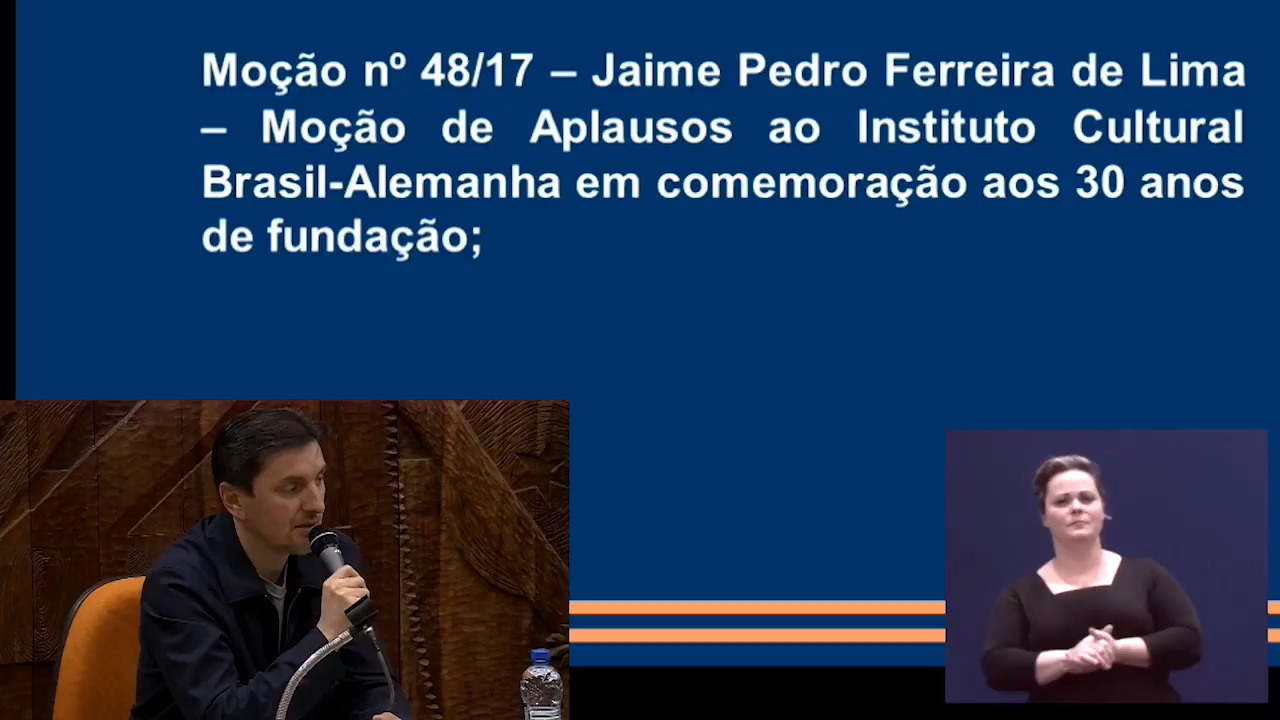 Moção nº 48/17 – Jaime Pedro Ferreira de Lima
– Moção de Aplausos ao Instituto Cultural
Brasil-Alemanha em comemoração aos 30 anos
de fundação;